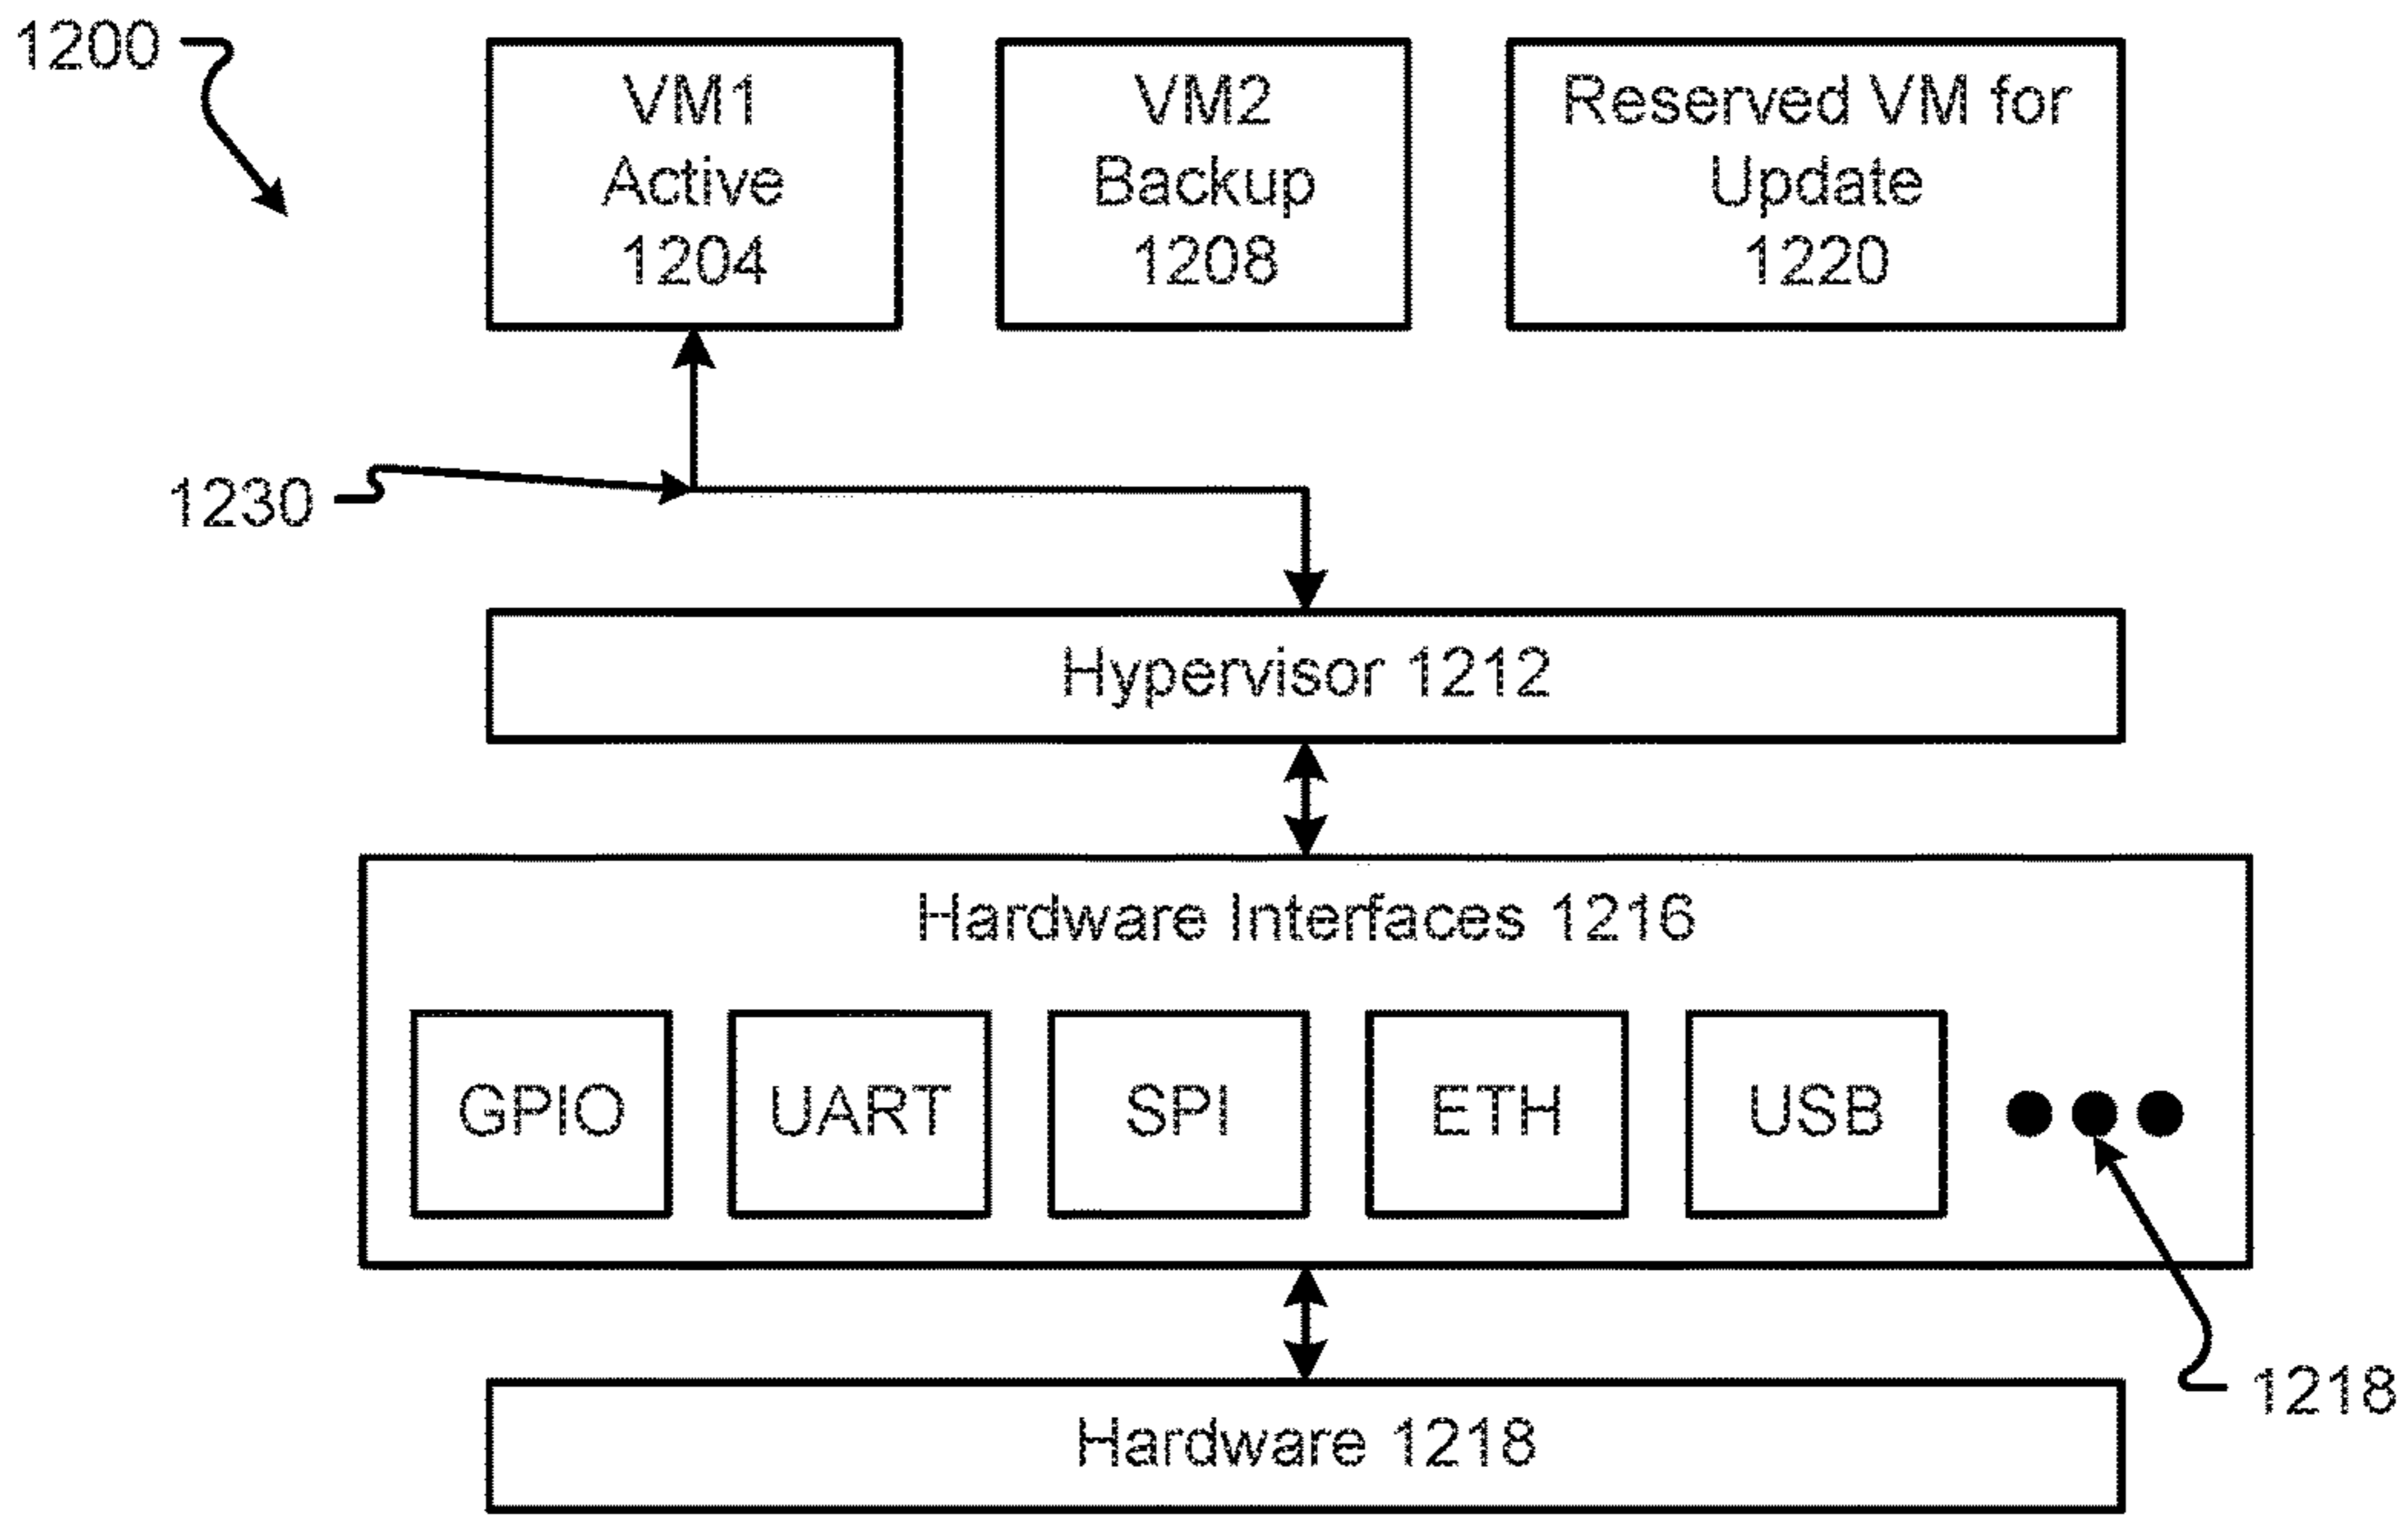 1200
VM1
Active
1204
VM2
Backup
1208
Reserved VM for
Update
1220
1230
Hypervisor 1212
Hardware Interfaces 1216
GPIO
UART
SPI
ETH
USB
1218
Hardware 1218